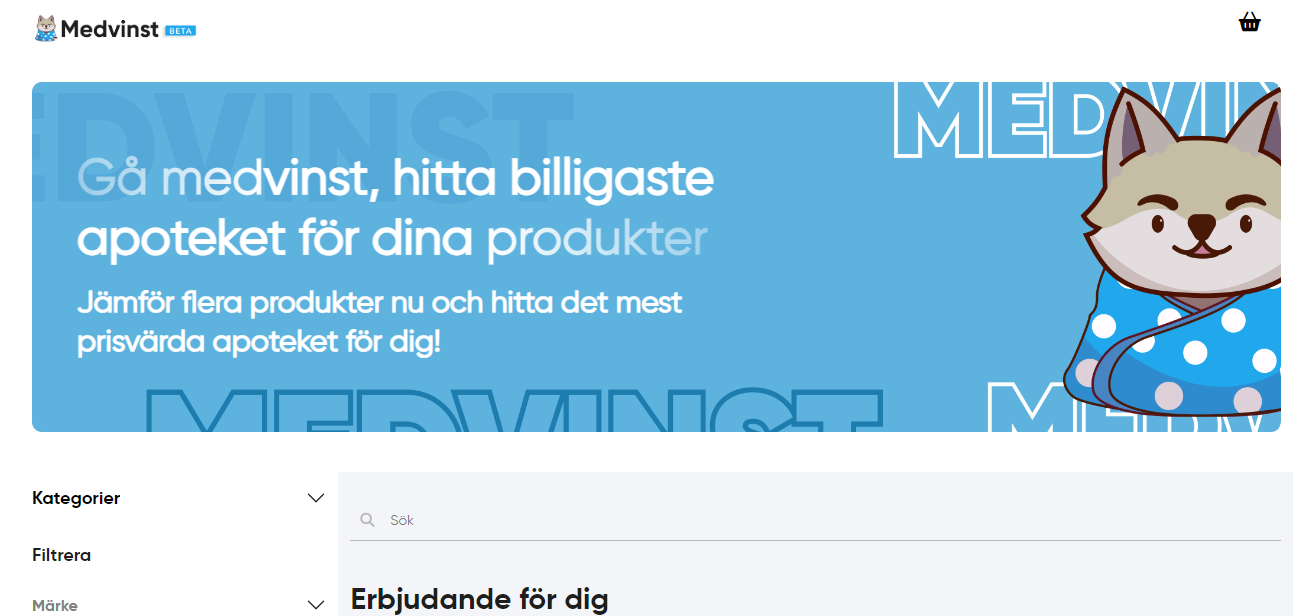 Medvinst BETA
MEDVINST
MEDVIN
Gå medvinst, hitta billigaste
apoteket för dina produkter
Jämför flera produkter nu och hitta det mest
prisvärda apoteket för dig!
MEDVINST
MEDV
Kategorier
Sök
Filtrera
Märke
Erbjudande för dig